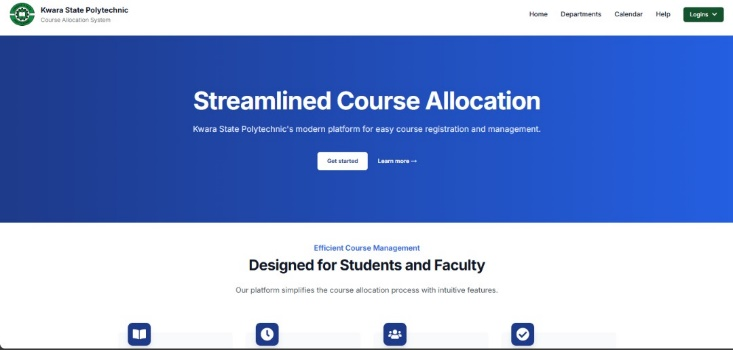 Kwara State Polytechnic
Course Allocation System
Home Departments Calendar Help Logins
Streamlined Course Allocation
Kwara State Polytechnic's modern platform for easy course registration and management.
Get started Learn more →
Efficient Course Management
Designed for Students and Faculty
Our platform simplifies the course allocation process with intuitive features.